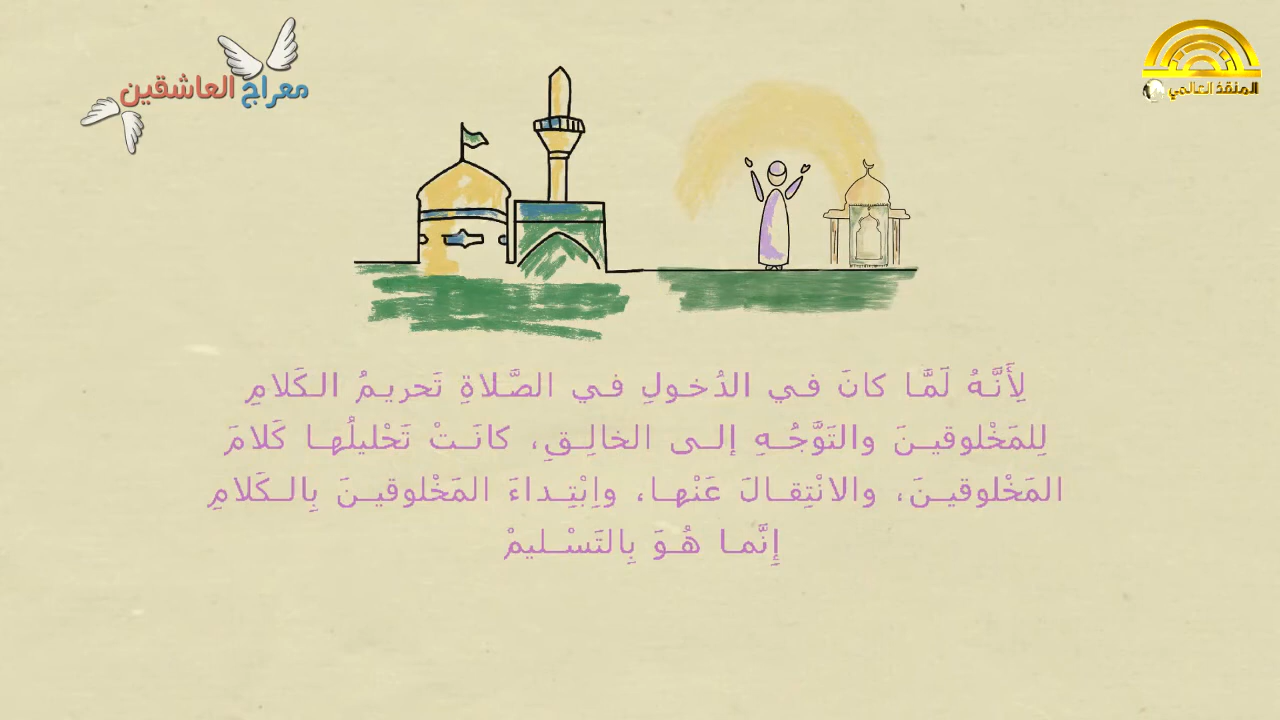 معراج العاشقين
المنقذ العالمي
لِأَنَّهُ لَمَّا كانَ في الدُخولِ في الصَّلاةِ تَحريمُ الكَلامِ
لِلمَخْلوقينَ والتَوَّجُهِ إلى الخالِقِ، كانَتْ تَحْليلُها كَلامَ
المَخْلوقينَ، والانْتِقالَ عَنْها، واِبْتِداءَ المَخْلوقينَ بِالكَلامِ
إِنَّما هُوَ بِالتَسْليمْ